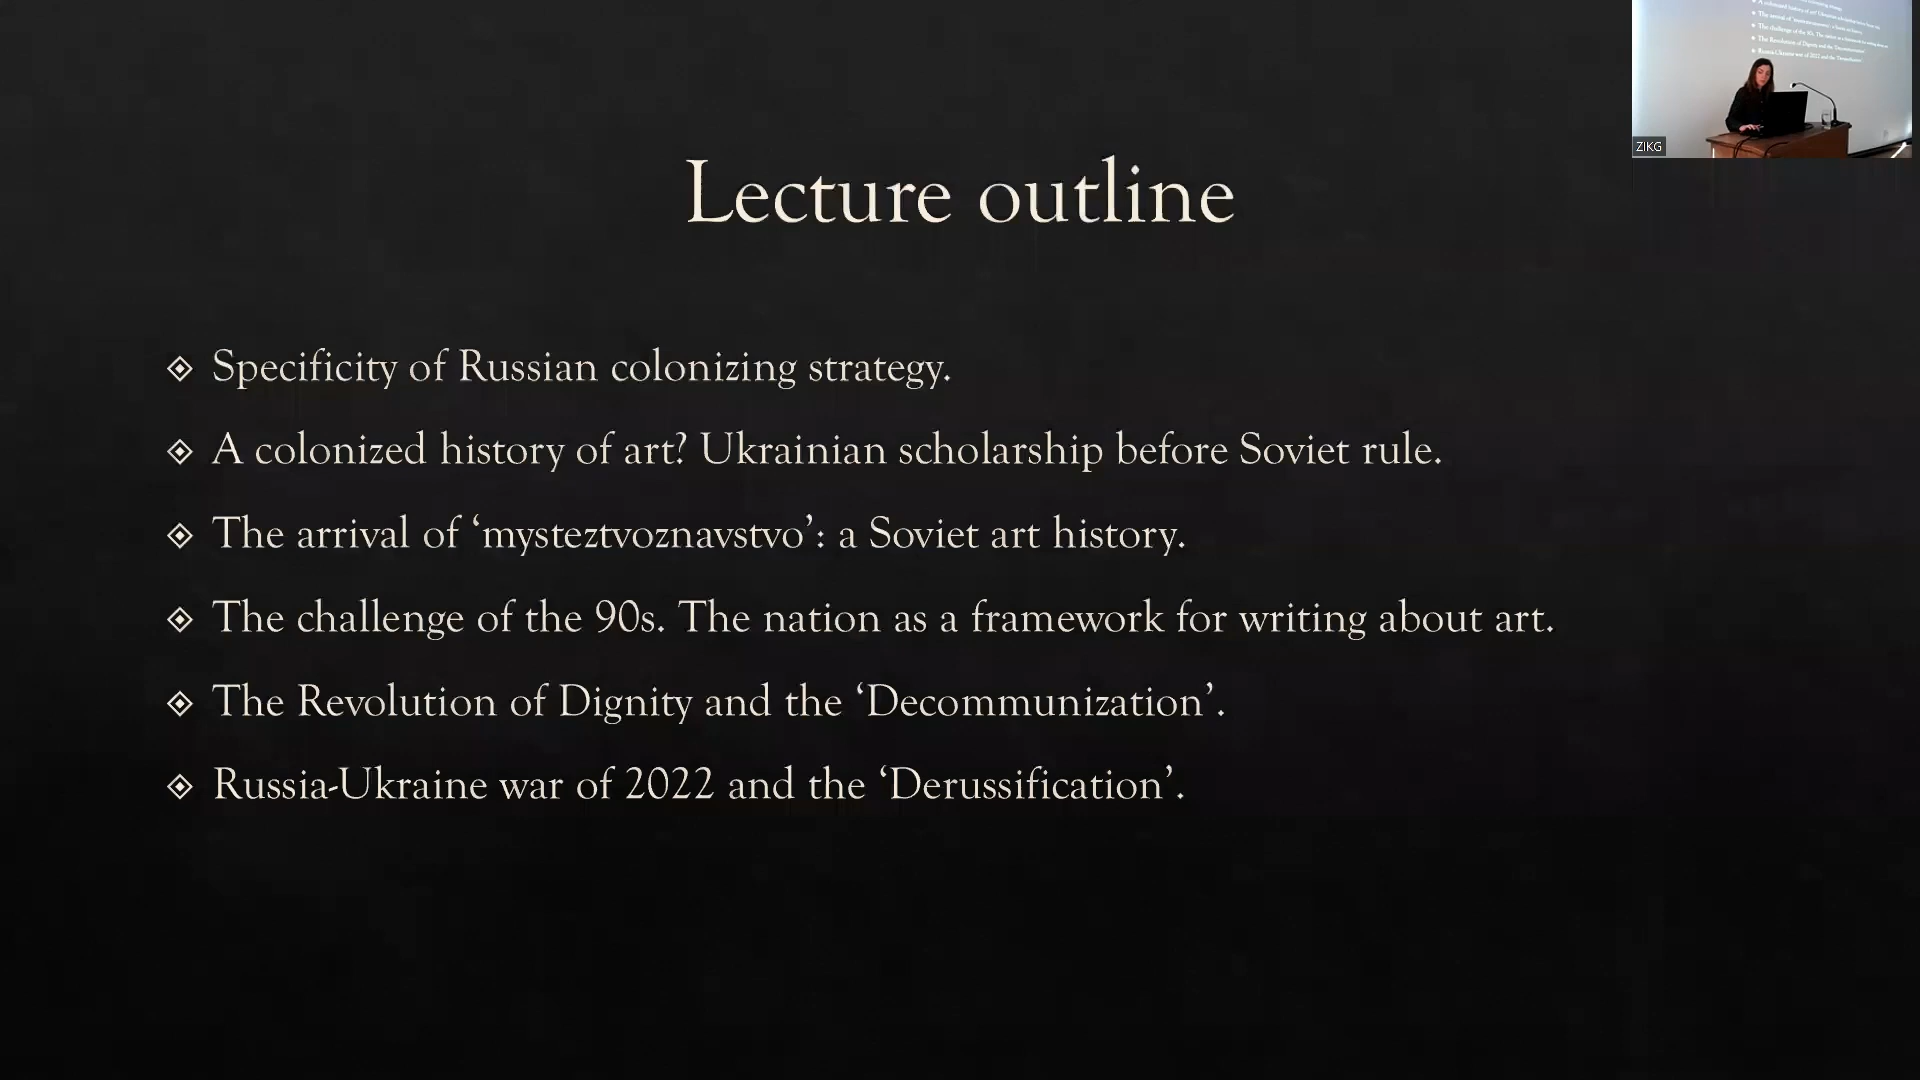 Lecture outline
Specificity of Russian colonizing strategy.
A colonized history of art? Ukrainian scholarship before Soviet rule.
The arrival of ‘mysteztvoznavstvo’: a Soviet art history.
The challenge of the 90s. The nation as a framework for writing about art.
The Revolution of Dignity and the ‘Decommunization’.
Russia-Ukraine war of 2022 and the ‘Derussification’.
ZIKG